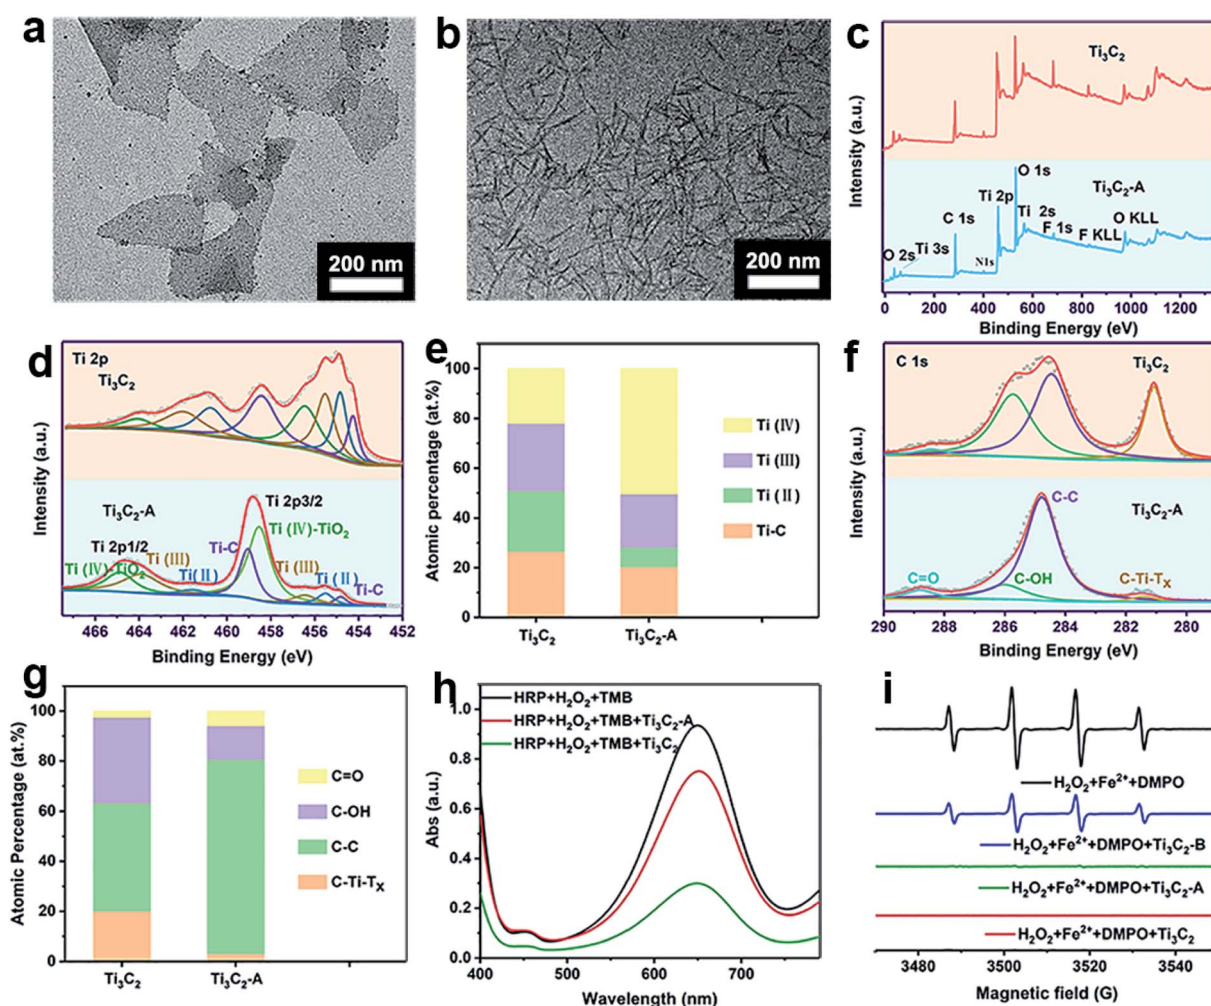 a
200 nm
b
200 nm
c
Intensity (a.u.)
Ti₃C₂
Ti₃C₂-A
O 2s
Ti 3s
C 1s
N1s
Ti 2p
O 1s
Ti 2s
F 1s
F KLL
O KLL
0 200 400 600 800 1000 1200
Binding Energy (eV)
d
Intensity (a.u.)
Ti 2p
Ti₃C₂
Ti₃C₂-A
Ti 2p1/2
Ti (Ⅳ)-TiO₂
Ti (Ⅲ)
Ti(Ⅱ)
Ti-C
Ti 2p3/2
Ti (Ⅳ)-TiO₂
Ti (Ⅲ)
Ti (Ⅱ)
Ti-C
466 464 462 460 458 456 454 452
Binding Energy (eV)
e
Atomic percentage (at.%)
100
80
60
40
20
0
Ti (Ⅳ)
Ti (Ⅲ)
Ti (Ⅱ)
Ti-C
Ti₃C₂
Ti₃C₂-A
f
Intensity (a.u.)
C 1s
Ti₃C₂
C-C
Ti₃C₂-A
C=O
C-OH
C-Ti-Tₓ
290 288 286 284 282 280
Binding Energy (eV)
g
Atomic Percentage (at.%)
100
80
60
40
20
0
C=O
C-OH
C-C
C-Ti-Tₓ
Ti₃C₂
Ti₃C₂-A
h
Abs (a.u.)
1.0
0.8
0.6
0.4
0.2
0.0
HRP+H₂O₂+TMB
HRP+H₂O₂+TMB+Ti₃C₂-A
HRP+H₂O₂+TMB+Ti₃C₂
400 500 600 700
Wavelength (nm)
i
H₂O₂+Fe²⁺+DMPO
H₂O₂+Fe²⁺+DMPO+Ti₃C₂-B
H₂O₂+Fe²⁺+DMPO+Ti₃C₂-A
H₂O₂+Fe²⁺+DMPO+Ti₃C₂
3480 3510 3520 3540
Magnetic field (G)